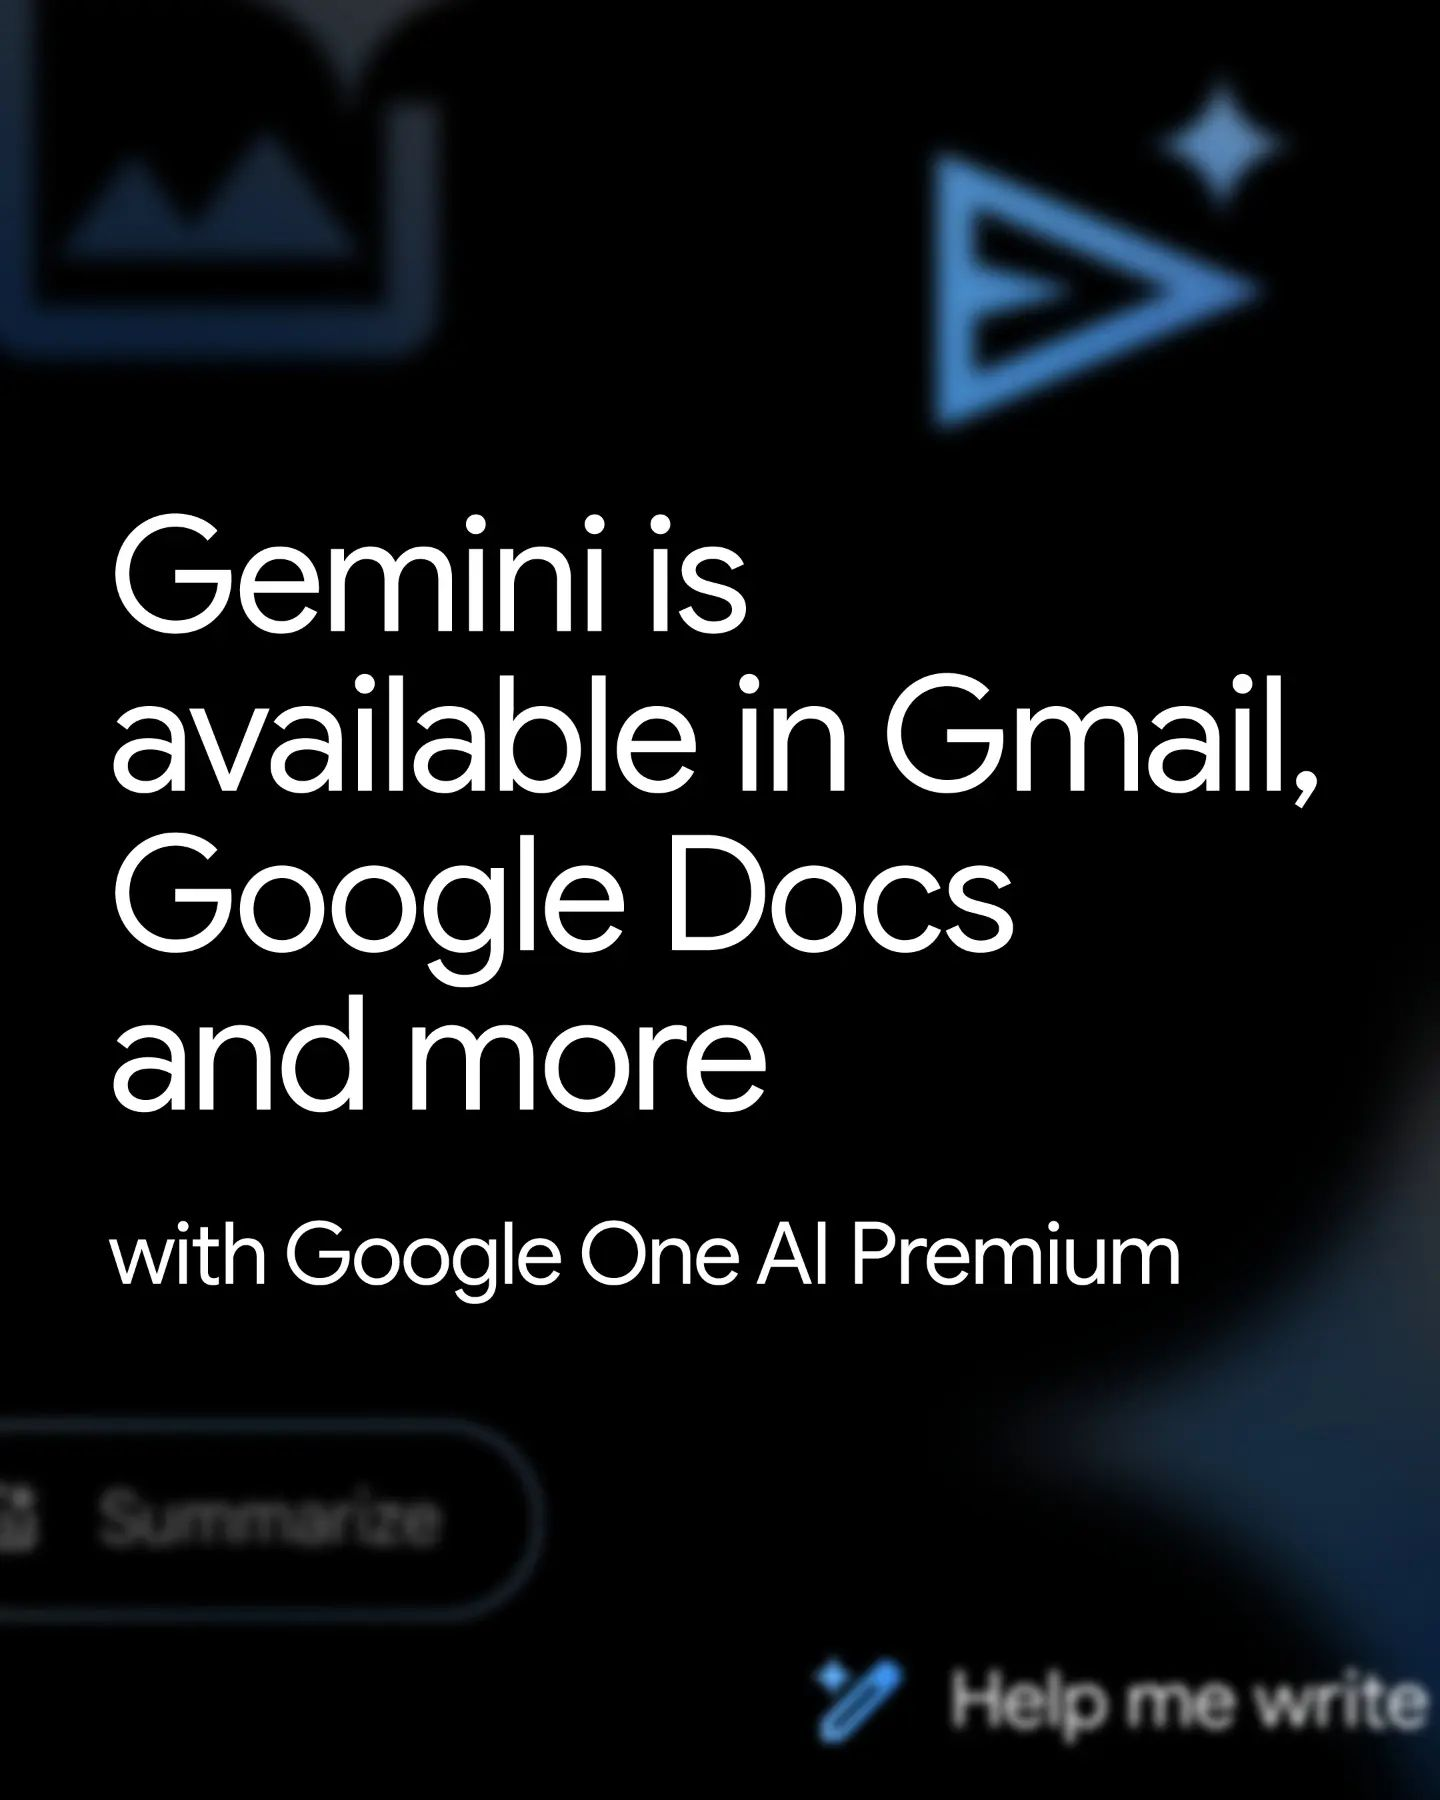 Gemini is
available in Gmail,
Google Docs
and more
with Google One AI Premium
Summarize
Help me write